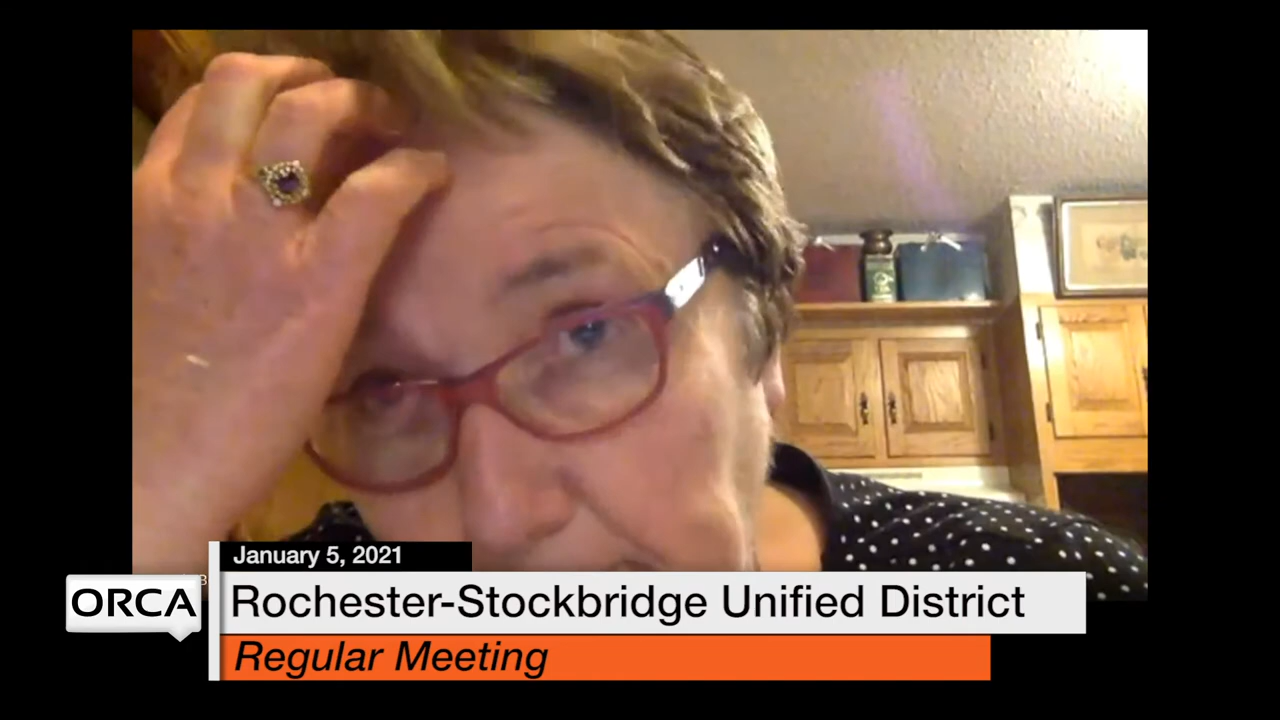 January 5, 2021
ORCA
Rochester-Stockbridge Unified District
Regular Meeting